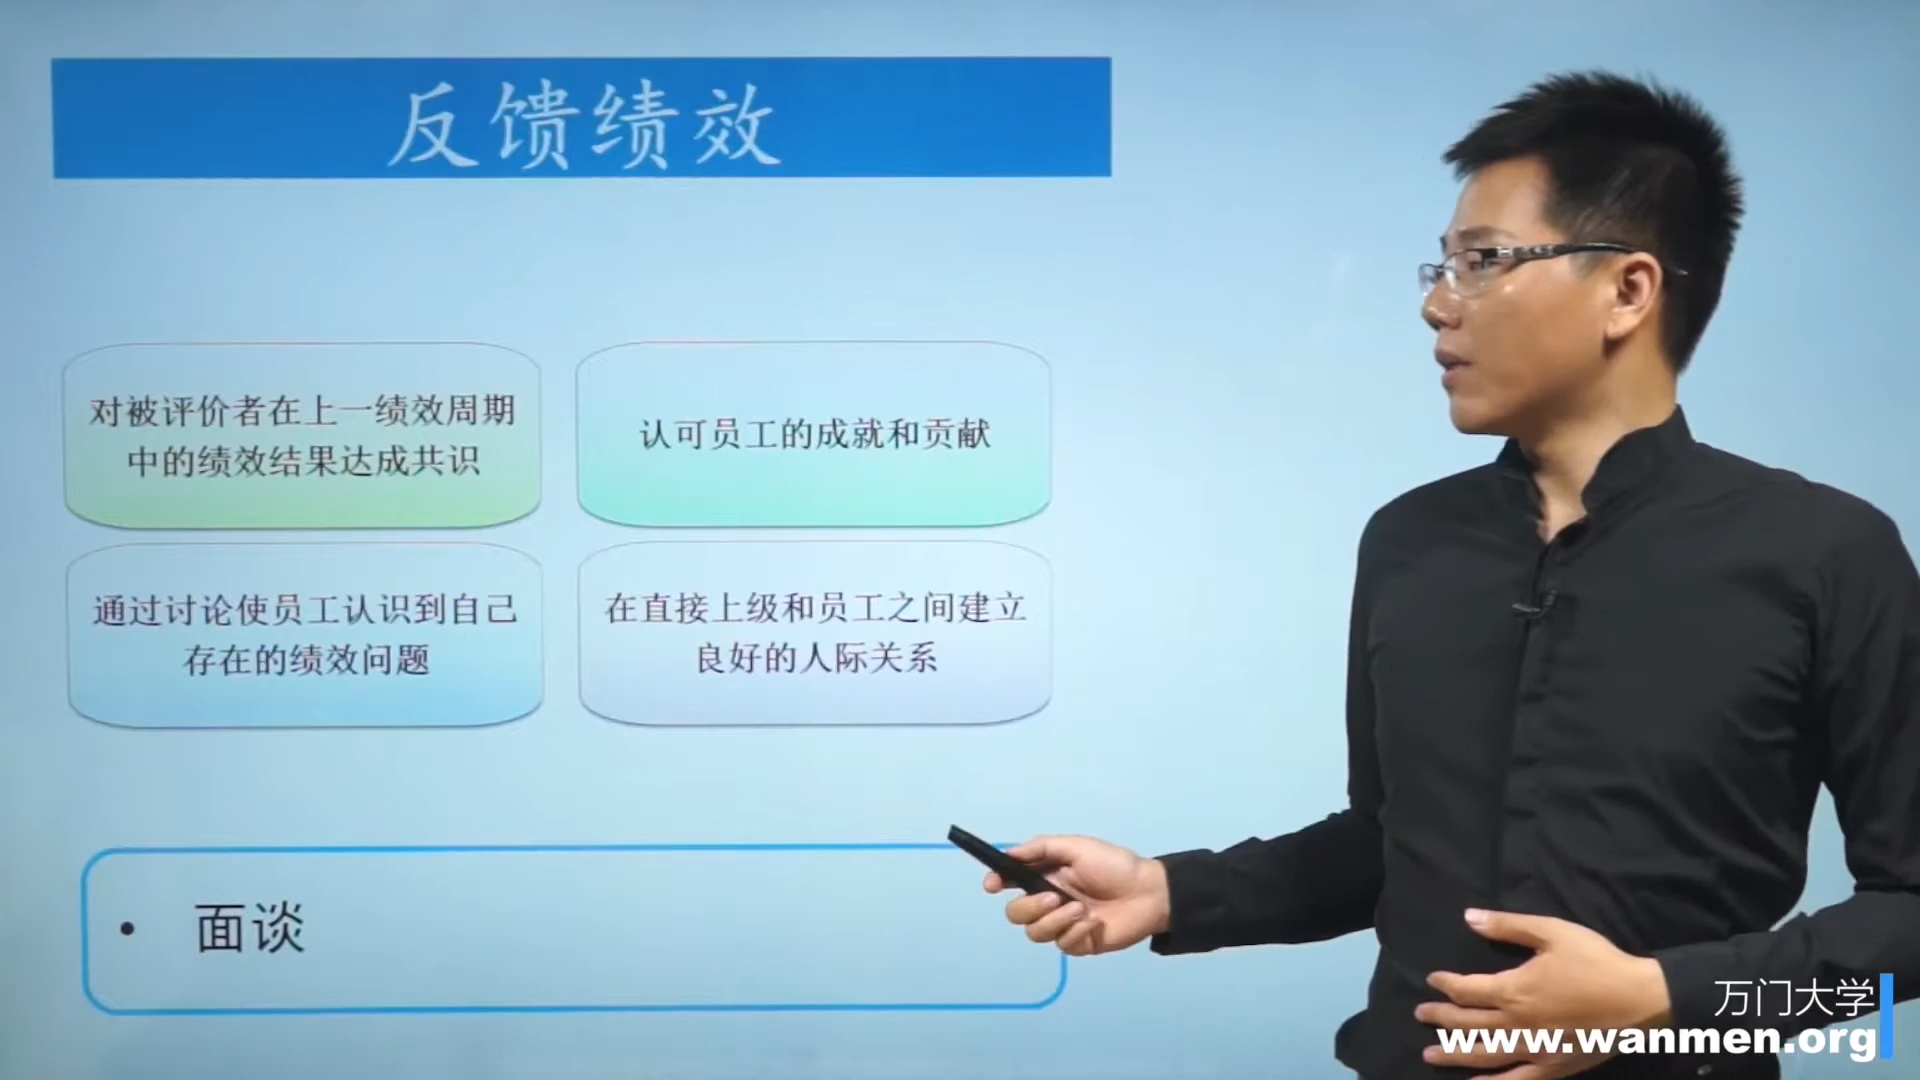 反馈绩效
对被评价者在上一绩效周期
中的绩效结果达成共识
认可员工的成就和贡献
通过讨论使员工认识到自己
存在的绩效问题
在直接上级和员工之间建立
良好的人际关系
• 面谈
万门大学
www.wanmen.org